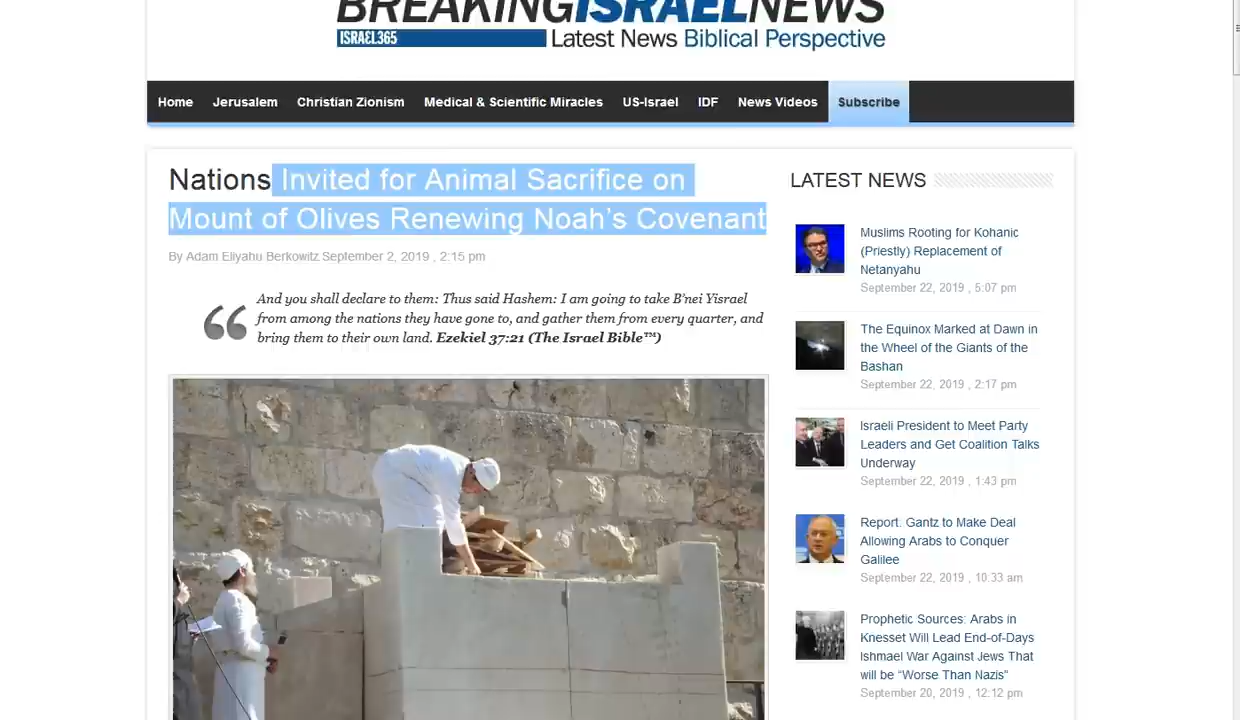 BREAKINGISRAELNEWS
ISRAEL365
Latest News Biblical Perspective
Home Jerusalem Christian Zionism Medical & Scientific Miracles US-Israel IDF News Videos Subscribe
Nations Invited for Animal Sacrifice on
Mount of Olives Renewing Noah's Covenant
By Adam Eliyahu Berkowitz September 2, 2019 , 2:15 pm
And you shall declare to them: Thus said Hashem: I am going to take B'nei Yisrael
from among the nations they have gone to, and gather them from every quarter, and
bring them to their own land. Ezekiel 37:21 (The Israel Bible™)
LATEST NEWS
Muslims Rooting for Kohanic
(Priestly) Replacement of
Netanyahu
September 22, 2019 , 5:07 pm
The Equinox Marked at Dawn in
the Wheel of the Giants of the
Bashan
September 22, 2019 , 2:17 pm
Israeli President to Meet Party
Leaders and Get Coalition Talks
Underway
September 22, 2019 , 1:43 pm
Report: Gantz to Make Deal
Allowing Arabs to Conquer
Galilee
September 22, 2019 , 10:33 am
Prophetic Sources: Arabs in
Knesset Will Lead End-of-Days
Ishmael War Against Jews That
will be “Worse Than Nazis”
September 20, 2019 , 12:12 pm